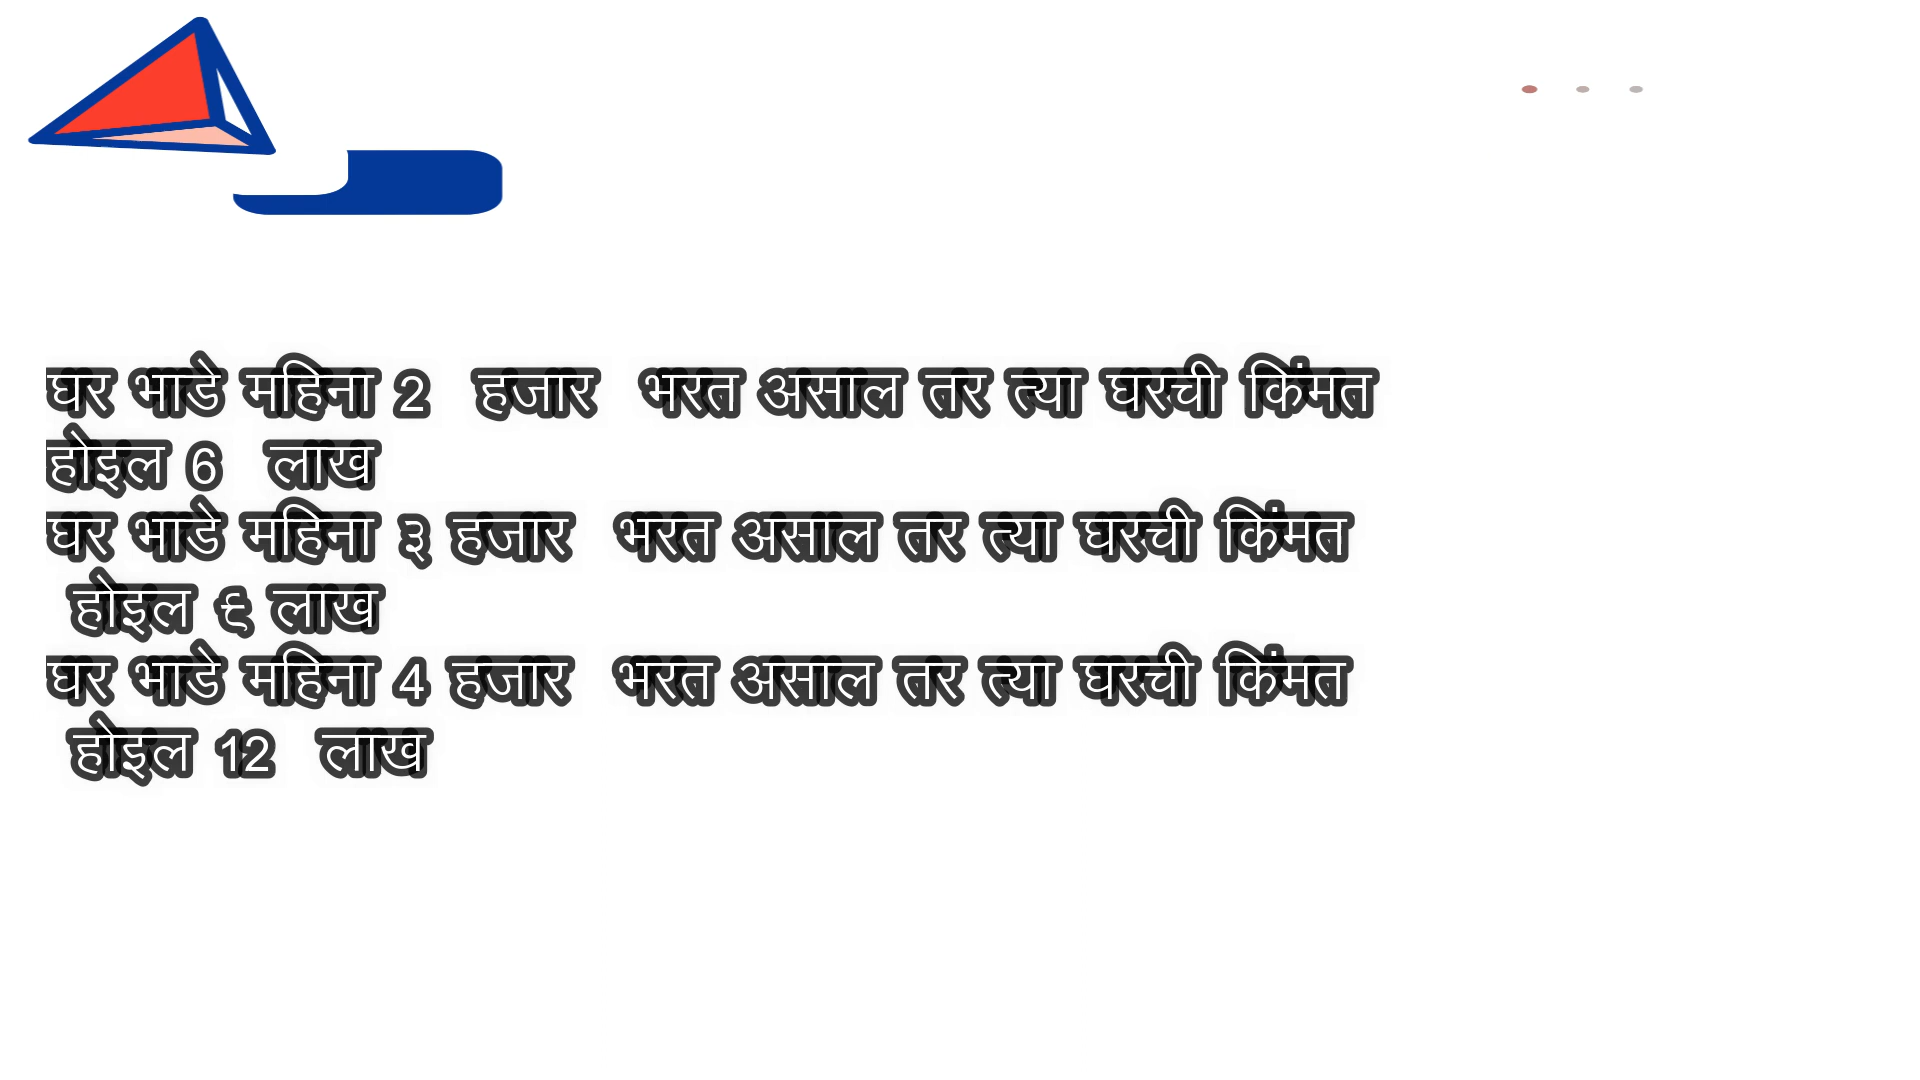 घर भाडे महिना 2 हजार भरत असाल तर त्या घरची किंमत
होइल 6 लाख
घर भाडे महिना ३ हजार भरत असाल तर त्या घरची किंमत
होइल ९ लाख
घर भाडे महिना 4 हजार भरत असाल तर त्या घरची किंमत
होइल 12 लाख